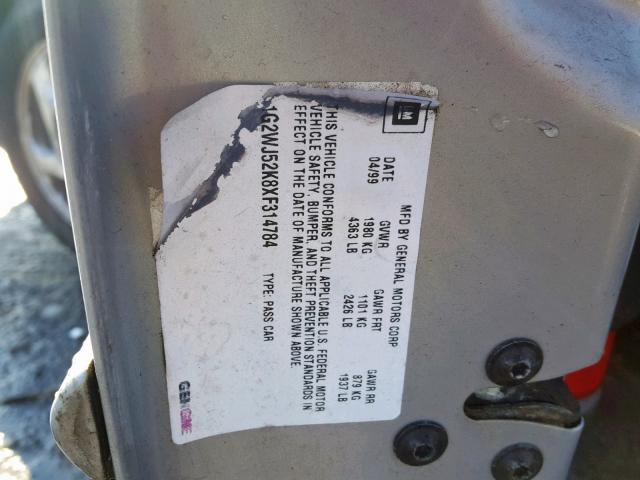 GM
MFD BY GENERAL MOTORS CORP
DATE GVWR GAWR FRT GAWR RR
04/99 1980 KG 1101 KG 879 KG
4363 LB 2426 LB 1937 LB
THIS VEHICLE CONFORMS TO ALL APPLICABLE U.S. FEDERAL MOTOR
VEHICLE SAFETY, BUMPER, AND THEFT PREVENTION STANDARDS IN
EFFECT ON THE DATE OF MANUFACTURE SHOWN ABOVE.
1G2WJ52K8XF314784 TYPE: PASS CAR